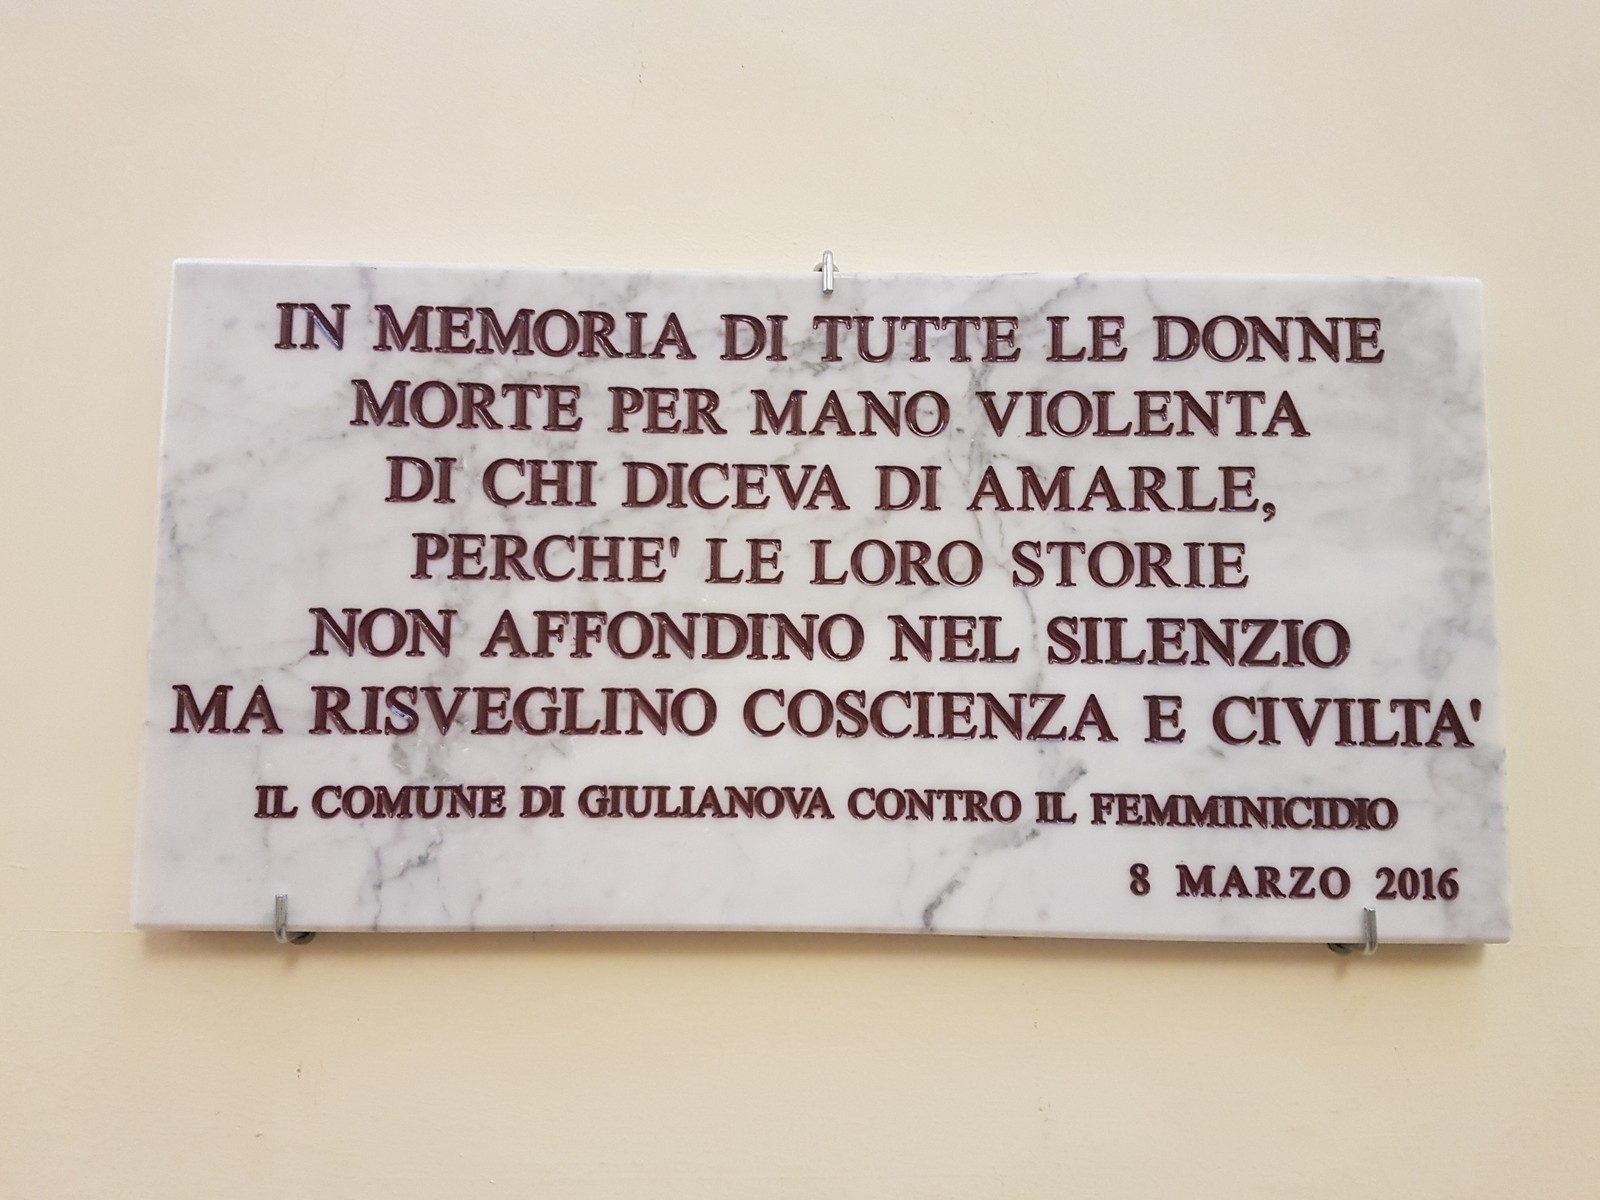 IN MEMORIA DI TUTTE LE DONNE
MORTE PER MANO VIOLENTA
DI CHI DICEVA DI AMARLE,
PERCHE' LE LORO STORIE
NON AFFONDINO NEL SILENZIO
MA RISVEGLINO COSCIENZA E CIVILTA'
IL COMUNE DI GIULIANOVA CONTRO IL FEMMINICIDIO
8 MARZO 2016